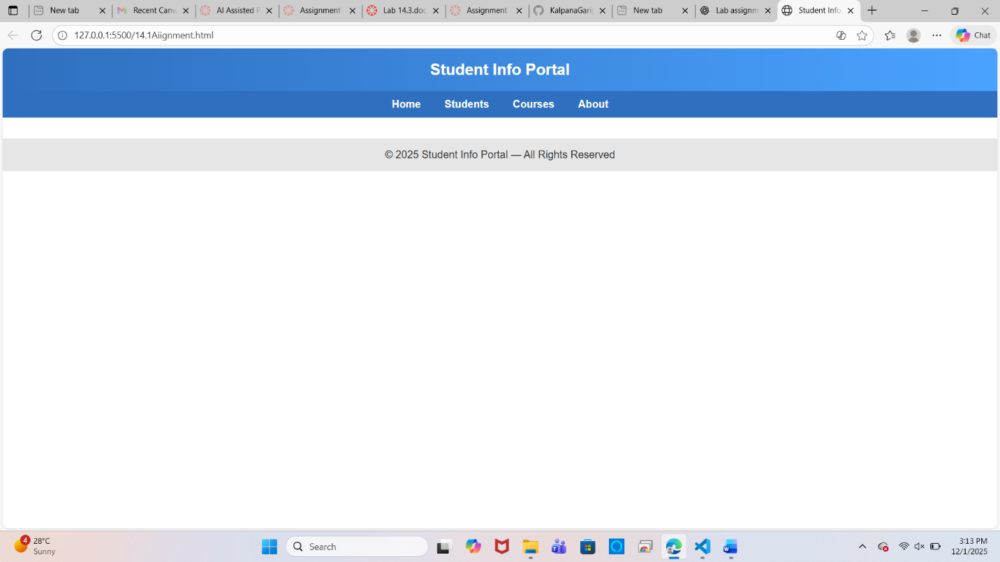 New tab
Recent Canv
AI Assisted P
Assignment
Lab 14.3.doc
Assignment
KalpanaGarig
New tab
Lab assignm
Student Info
127.0.0.1:5500/14.1Aiignment.html
Chat
Student Info Portal
Home Students Courses About
© 2025 Student Info Portal — All Rights Reserved
4
28°C
Sunny
Search
3:13 PM
12/1/2025